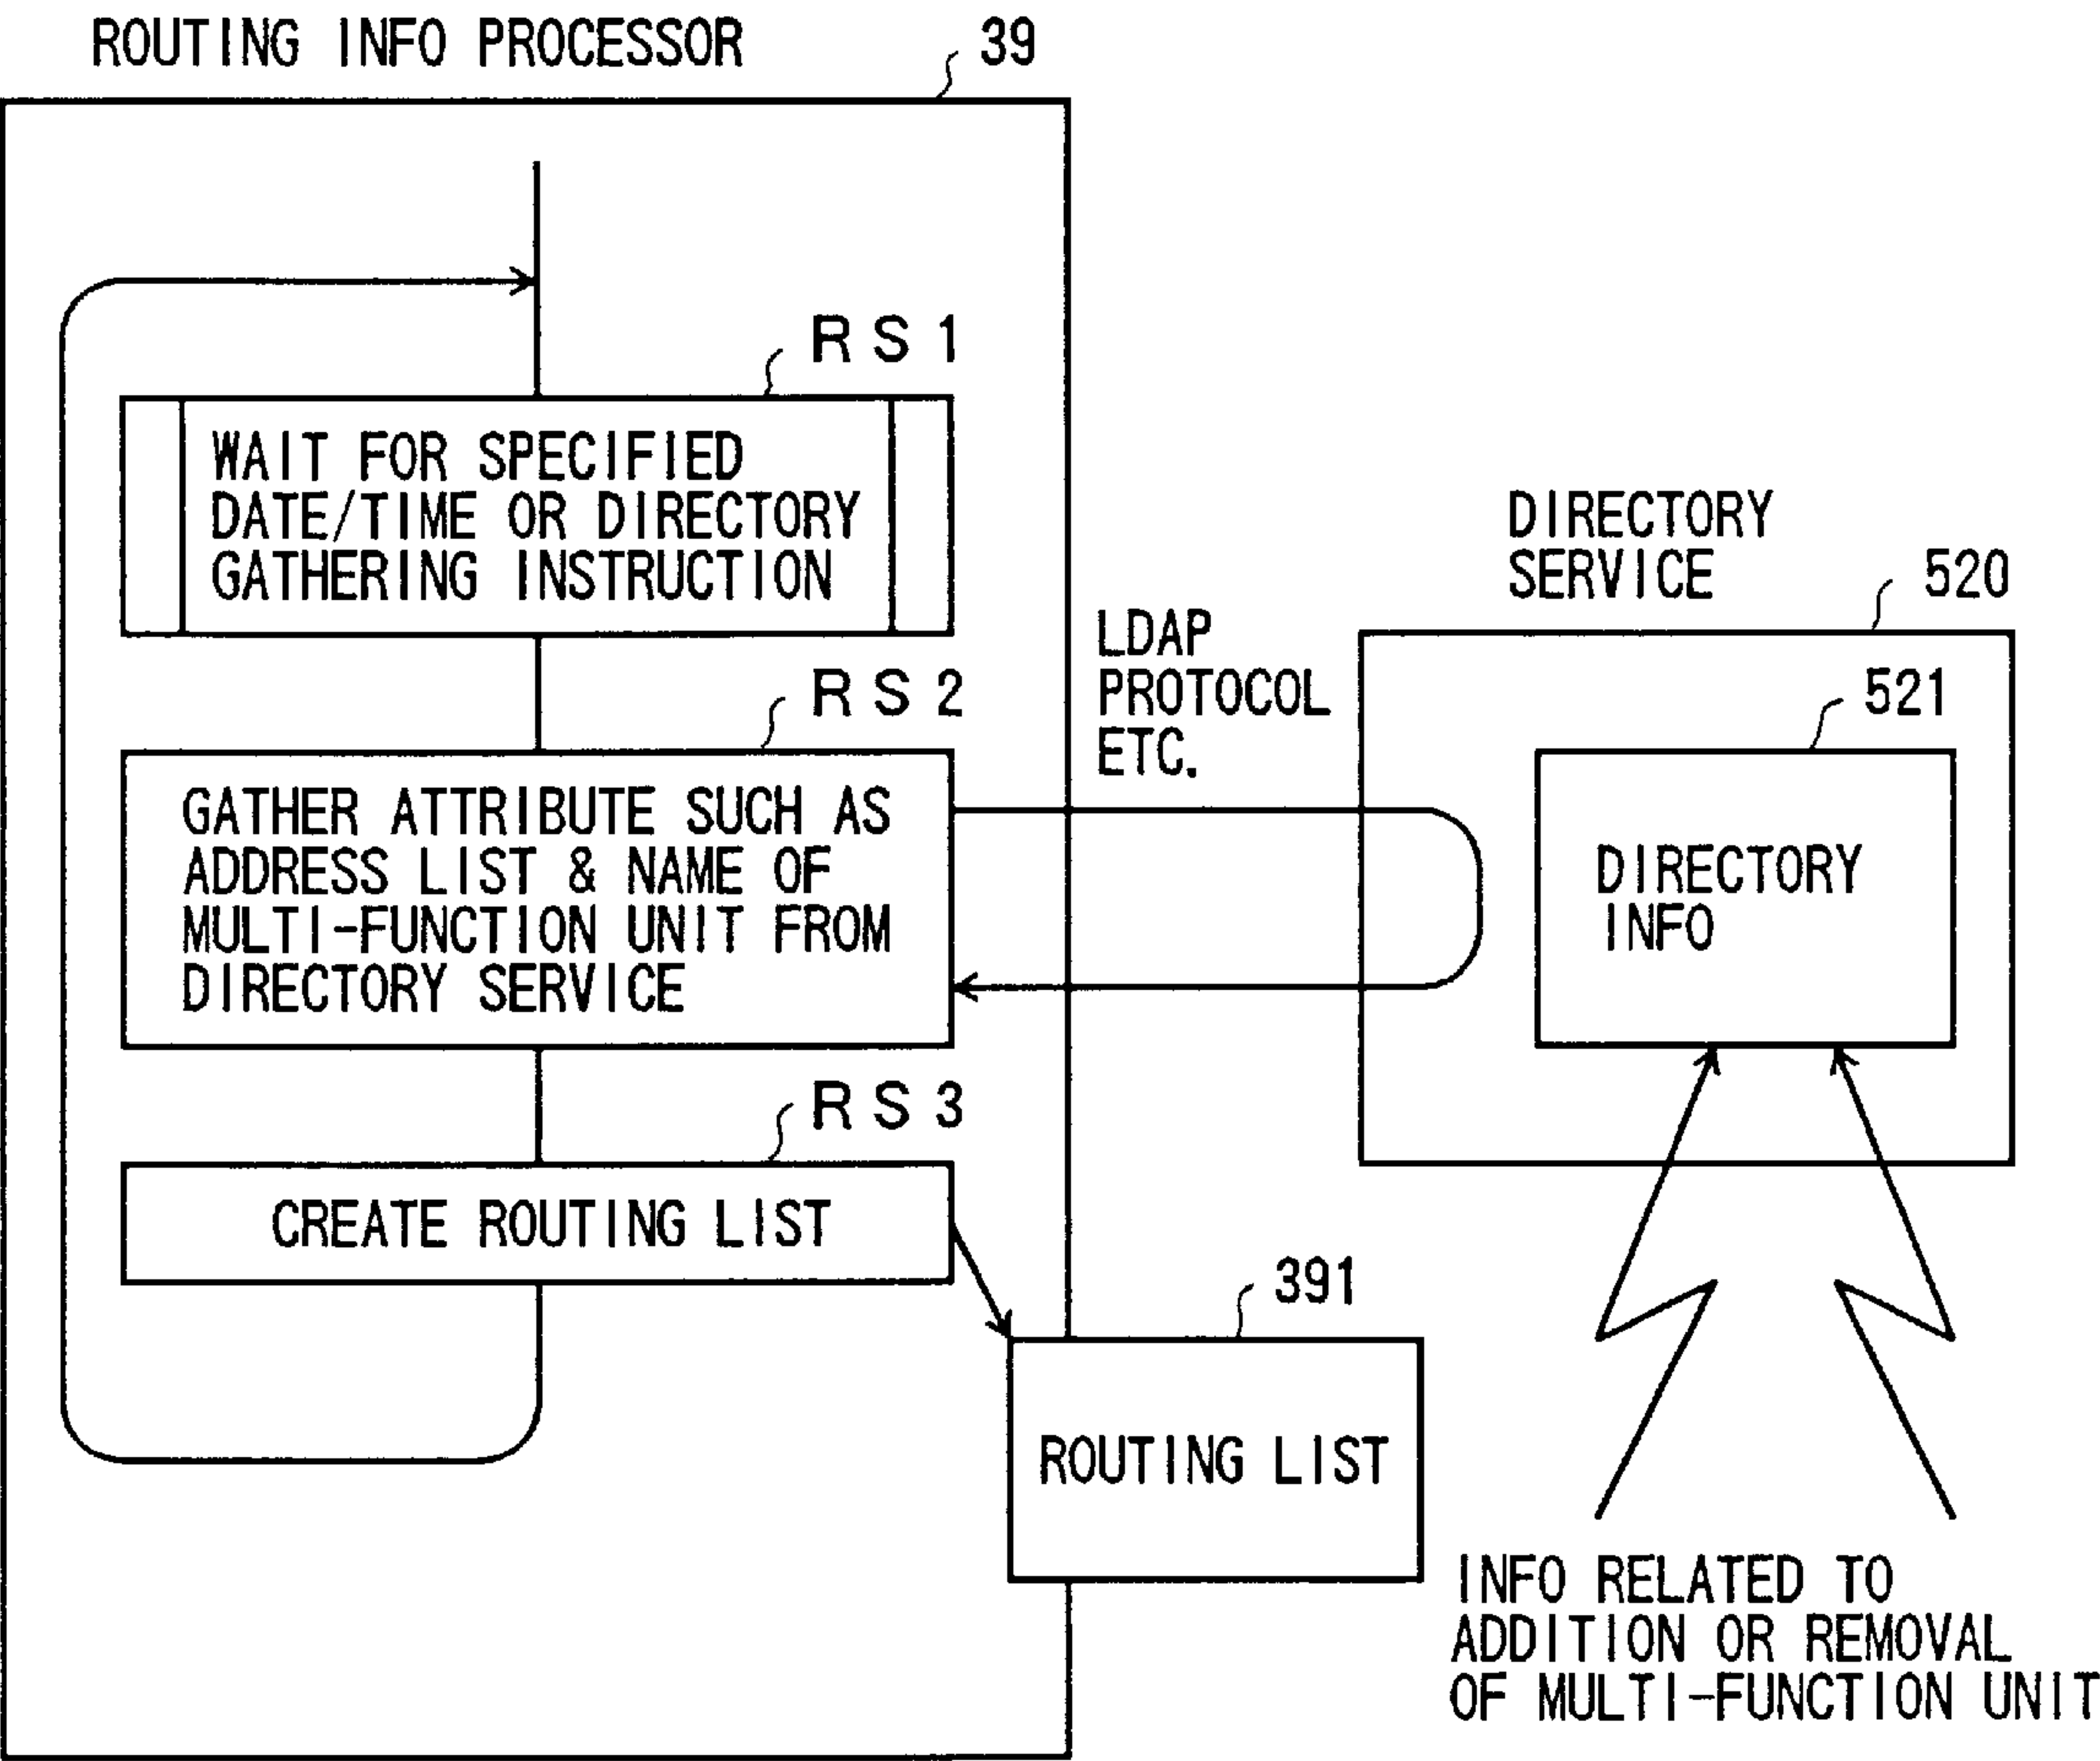 ROUTING INFO PROCESSOR
39
RS1
WAIT FOR SPECIFIED
DATE/TIME OR DIRECTORY
GATHERING INSTRUCTION
RS2
GATHER ATTRIBUTE SUCH AS
ADDRESS LIST & NAME OF
MULTI-FUNCTION UNIT FROM
DIRECTORY SERVICE
RS3
CREATE ROUTING LIST
391
ROUTING LIST
LDAP
PROTOCOL
ETC.
DIRECTORY
SERVICE
520
521
DIRECTORY
INFO
INFO RELATED TO
ADDITION OR REMOVAL
OF MULTI-FUNCTION UNIT